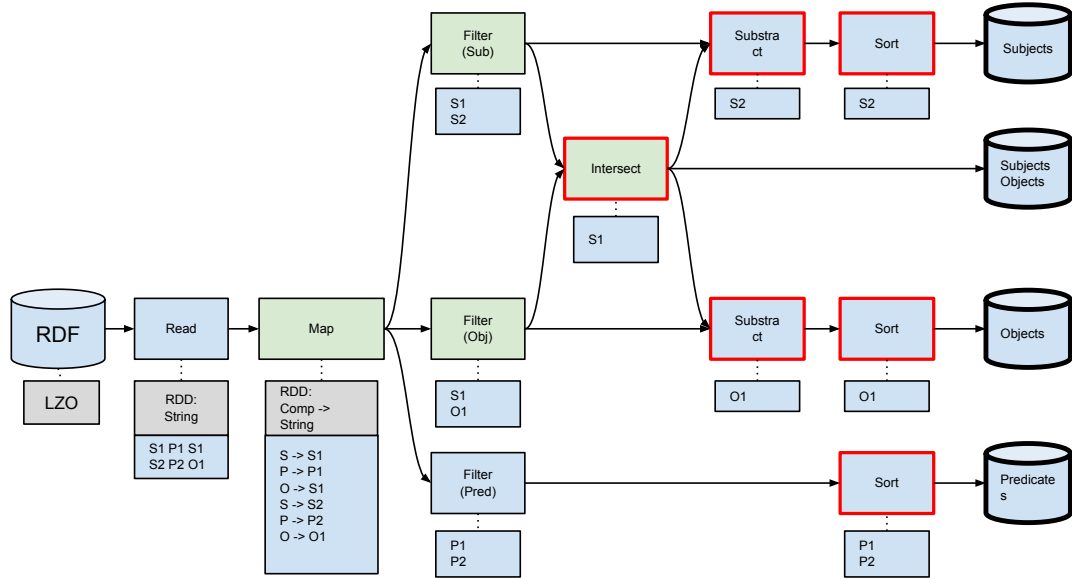 Filter
(Sub)
S1
S2
Substra
ct
S2
Sort
S2
Subjects
Intersect
S1
Subjects
Objects
RDF
LZO
Read
RDD:
String
S1 P1 S1
S2 P2 O1
Map
RDD:
Comp ->
String
S -> S1
P -> P1
O -> S1
S -> S2
P -> P2
O -> O1
Filter
(Obj)
S1
O1
Substra
ct
O1
Sort
O1
Objects
Filter
(Pred)
P1
P2
Sort
P1
P2
Predicate
s